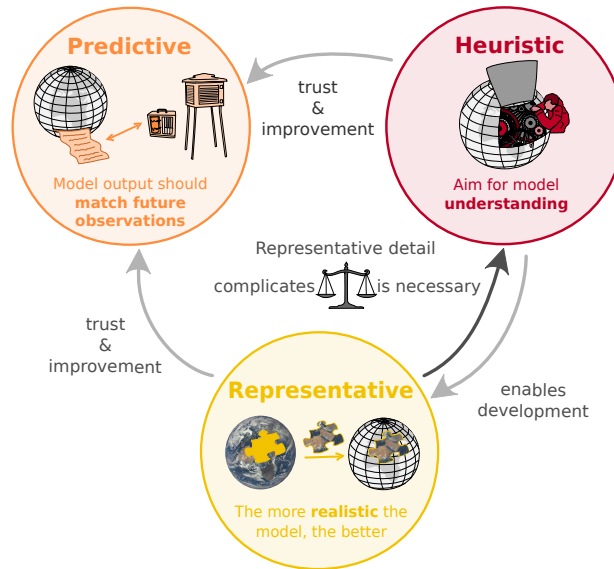 Predictive
Model output should
match future
observations
Heuristic
Aim for model
understanding
trust
&
improvement
Representative detail
complicates is necessary
trust
&
improvement
enables
development
Representative
The more realistic the
model, the better